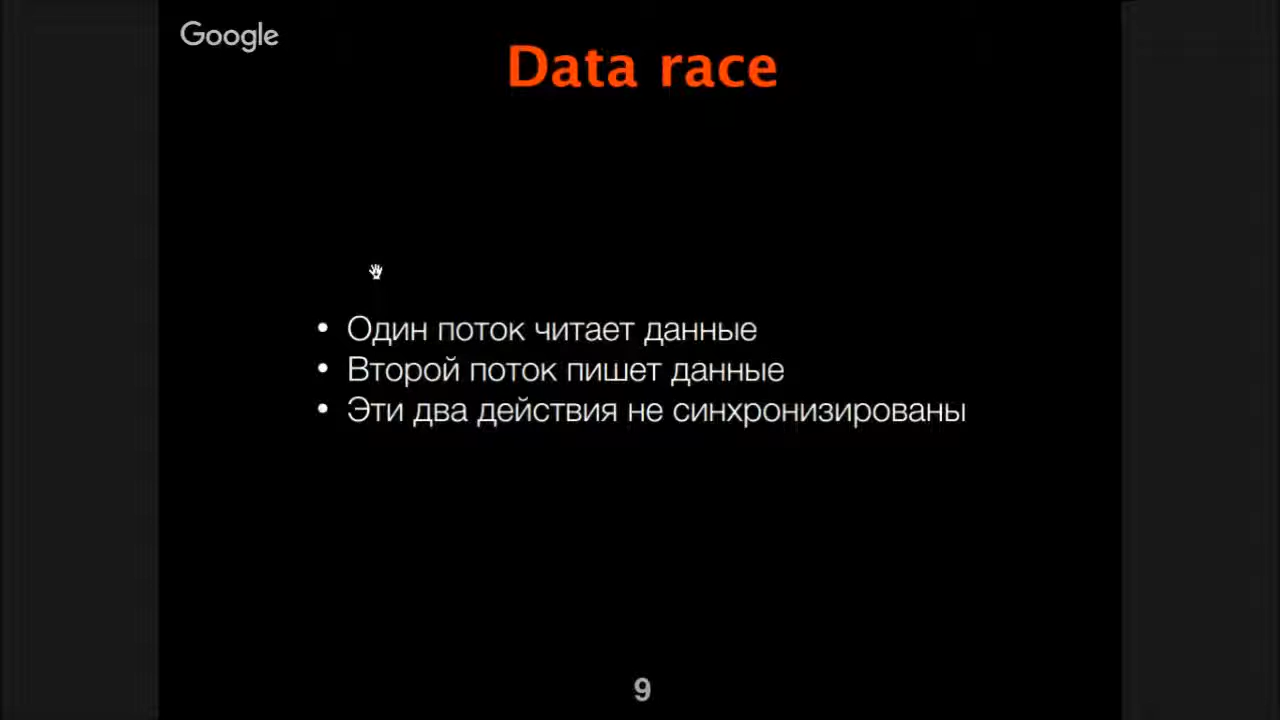 Google
Data race
• Один поток читает данные
• Второй поток пишет данные
• Эти два действия не синхронизированы
9